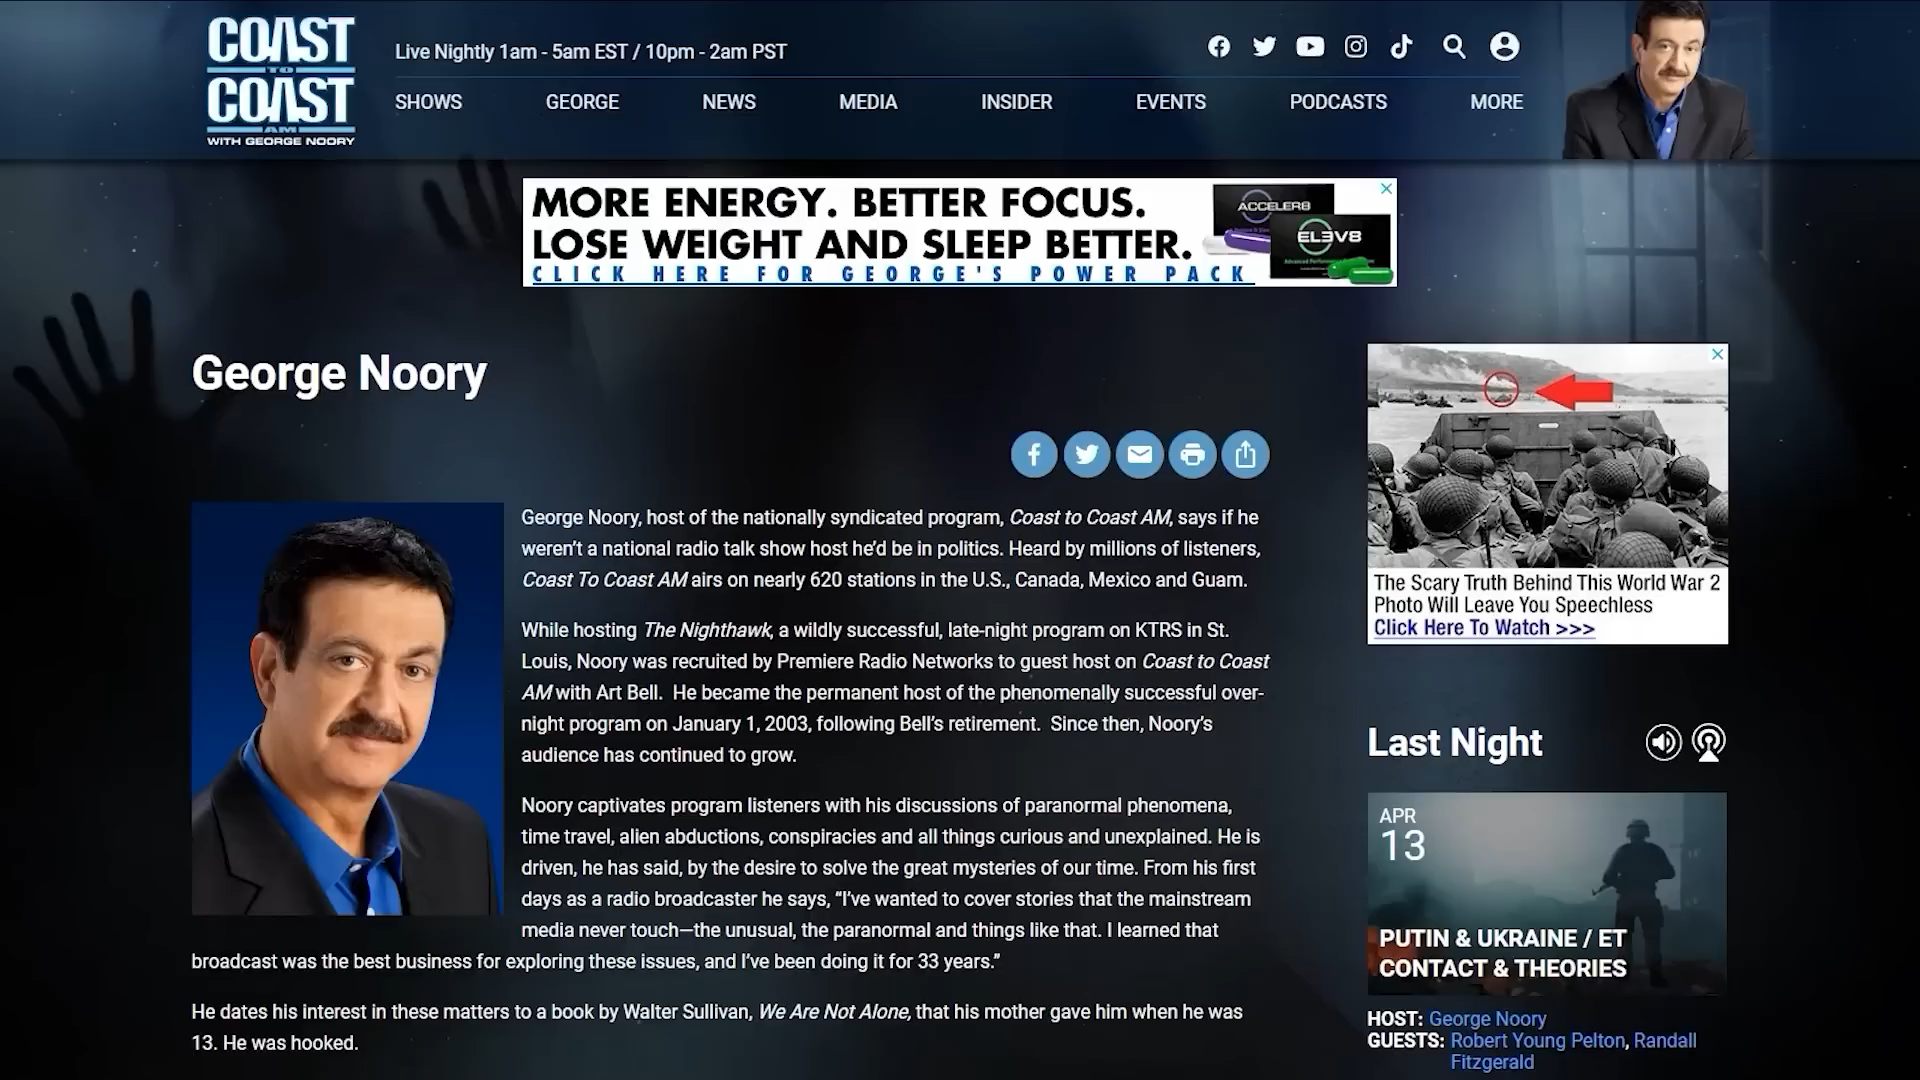 COAST
TO
COAST
AM
WITH GEORGE NOORY
Live Nightly 1am - 5am EST / 10pm - 2am PST
SHOWS GEORGE NEWS MEDIA INSIDER EVENTS PODCASTS MORE
MORE ENERGY. BETTER FOCUS.
LOSE WEIGHT AND SLEEP BETTER.
CLICK HERE FOR GEORGE'S POWER PACK
ACCELER8
ELEV8
George Noory
George Noory, host of the nationally syndicated program, Coast to Coast AM, says if he
weren't a national radio talk show host he'd be in politics. Heard by millions of listeners,
Coast To Coast AM airs on nearly 620 stations in the U.S., Canada, Mexico and Guam.
While hosting The Nighthawk, a wildly successful, late-night program on KTRS in St.
Louis, Noory was recruited by Premiere Radio Networks to guest host on Coast to Coast
AM with Art Bell. He became the permanent host of the phenomenally successful over-
night program on January 1, 2003, following Bell's retirement. Since then, Noory's
audience has continued to grow.
Noory captivates program listeners with his discussions of paranormal phenomena,
time travel, alien abductions, conspiracies and all things curious and unexplained. He is
driven, he has said, by the desire to solve the great mysteries of our time. From his first
days as a radio broadcaster he says, “I've wanted to cover stories that the mainstream
media never touch—the unusual, the paranormal and things like that. I learned that
broadcast was the best business for exploring these issues, and I've been doing it for 33 years.”
He dates his interest in these matters to a book by Walter Sullivan, We Are Not Alone, that his mother gave him when he was
13. He was hooked.
The Scary Truth Behind This World War 2
Photo Will Leave You Speechless
Click Here To Watch >>>
Last Night
APR
13
PUTIN & UKRAINE / ET
CONTACT & THEORIES
HOST: George Noory
GUESTS: Robert Young Pelton, Randall
Fitzgerald